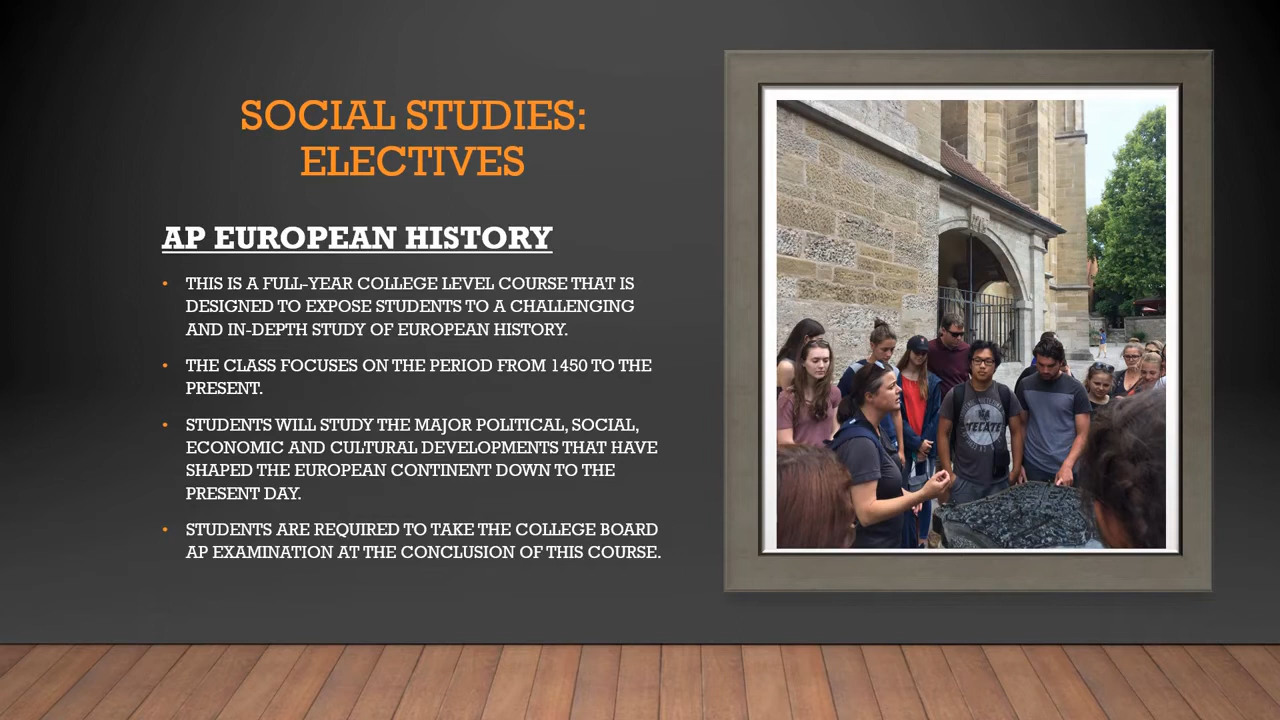 SOCIAL STUDIES:
ELECTIVES
AP EUROPEAN HISTORY
• THIS IS A FULL-YEAR COLLEGE LEVEL COURSE THAT IS
DESIGNED TO EXPOSE STUDENTS TO A CHALLENGING
AND IN-DEPTH STUDY OF EUROPEAN HISTORY.
• THE CLASS FOCUSES ON THE PERIOD FROM 1450 TO THE
PRESENT.
• STUDENTS WILL STUDY THE MAJOR POLITICAL, SOCIAL,
ECONOMIC AND CULTURAL DEVELOPMENTS THAT HAVE
SHAPED THE EUROPEAN CONTINENT DOWN TO THE
PRESENT DAY.
• STUDENTS ARE REQUIRED TO TAKE THE COLLEGE BOARD
AP EXAMINATION AT THE CONCLUSION OF THIS COURSE.
TECATE